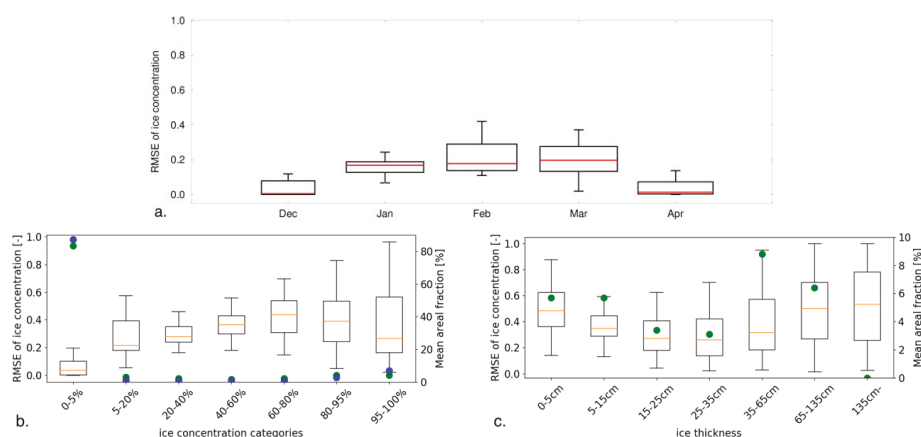 1.0
0.8
0.6
0.4
0.2
0.0
RMSE of ice concentration
Dec Jan Feb Mar Apr
a.
1.0
0.8
0.6
0.4
0.2
0.0
RMSE of ice concentration [-]
80
60
40
20
0
Mean areal fraction [%]
0-5% 5-20% 20-40% 40-60% 60-80% 80-95% 95-100%
ice concentration categories
b.
1.0
0.8
0.6
0.4
0.2
0.0
RMSE of ice concentration [-]
10
8
6
4
2
0
Mean areal fraction [%]
0-5cm 5-15cm 15-25cm 25-35cm 35-65cm 65-135cm 135cm-
ice thickness
c.